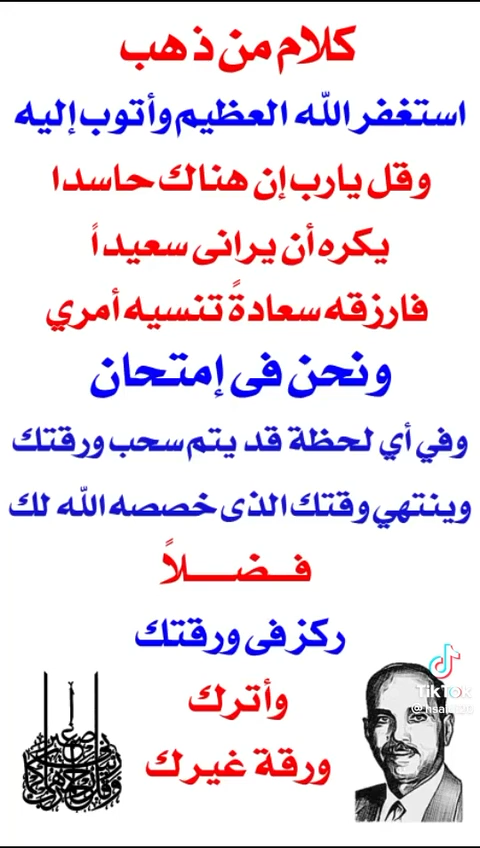 كلام من ذهب
استغفر الله العظيم وأتوب إليه
وقل يارب إن هناك حاسدا
يكره أن يرانى سعيداً
فارزقه سعادةً تنسيه أمري
ونحن فى إمتحان
وفي أي لحظة قد يتم سحب ورقتك
وينتهي وقتك الذى خصصه الله لك
فـضـــلاً
ركز فى ورقتك
وأترك
ورقة غيرك
TikTok